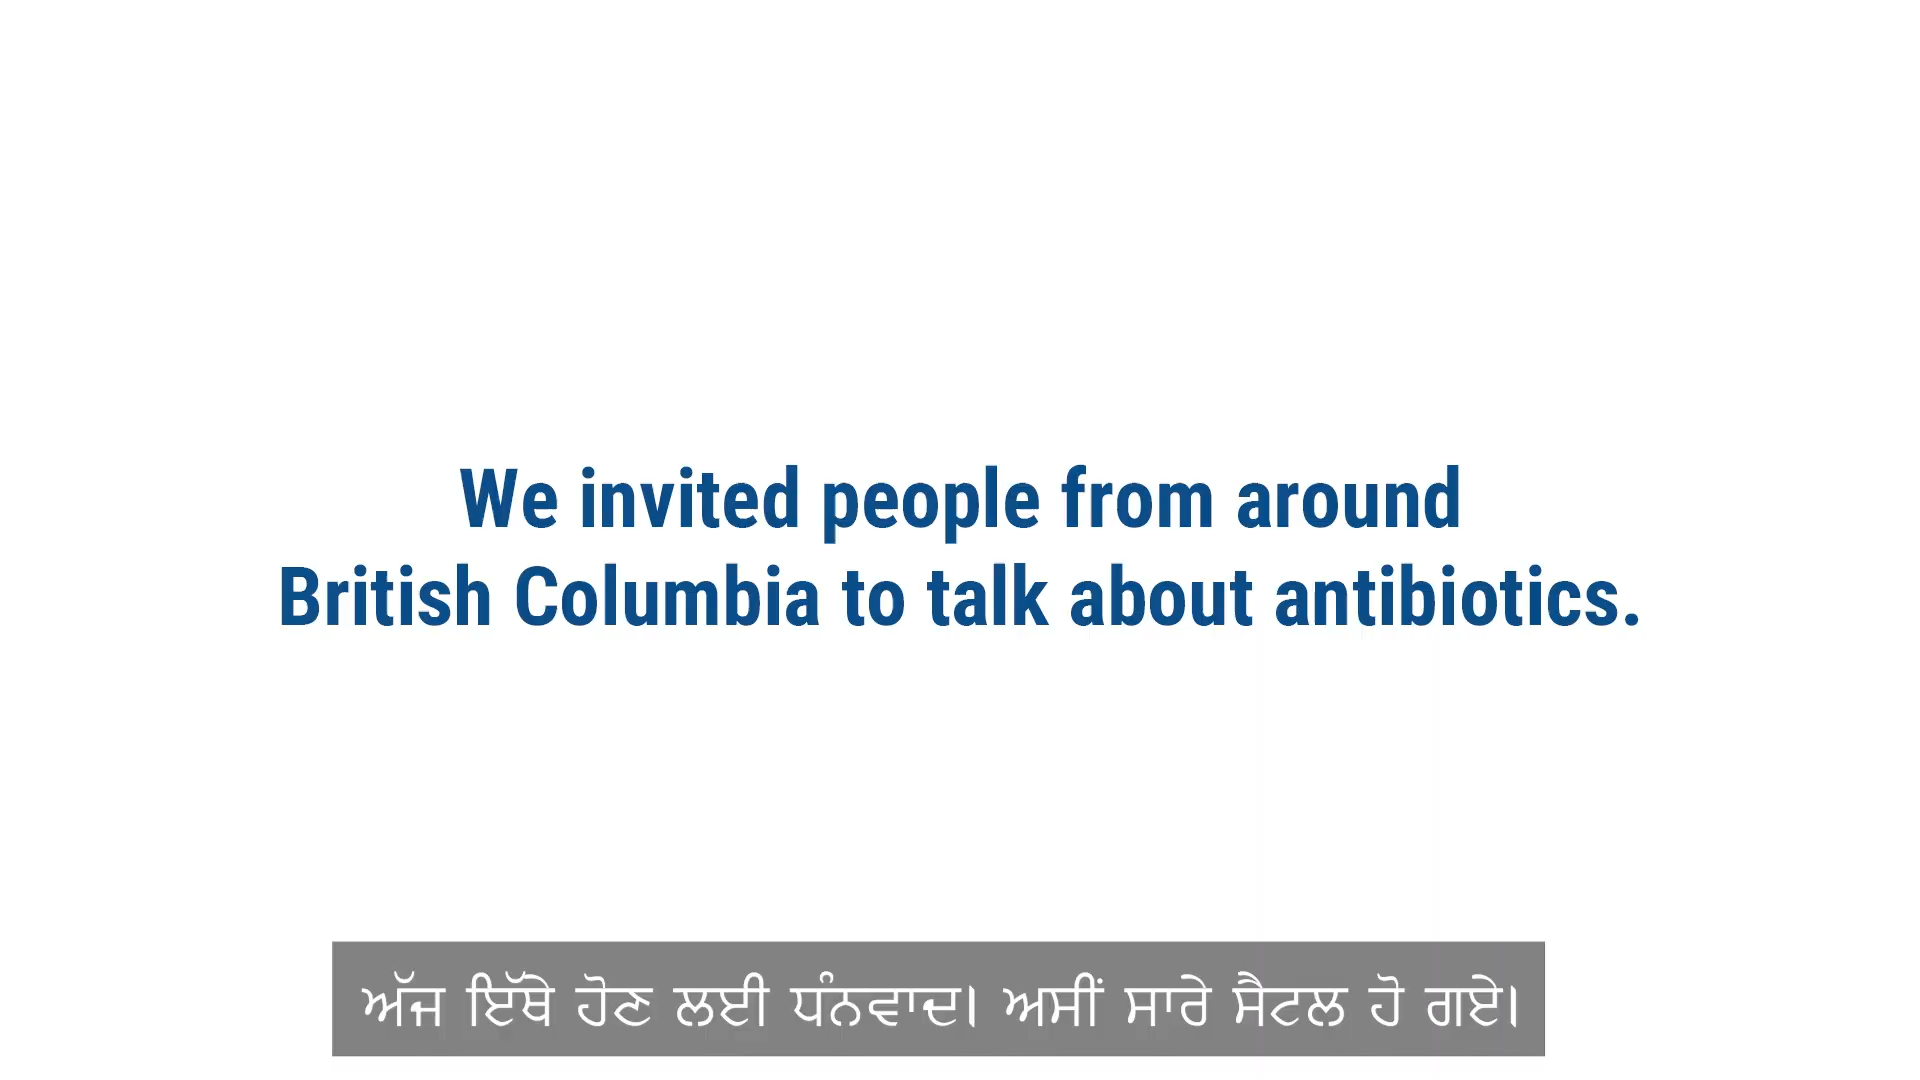 We invited people from around
British Columbia to talk about antibiotics.
ਅੱਜ ਇੱਥੇ ਹੋਣ ਲਈ ਧੰਨਵਾਦ। ਅਸੀਂ ਸਾਰੇ ਸੈਟਲ ਹੋ ਗਏ।